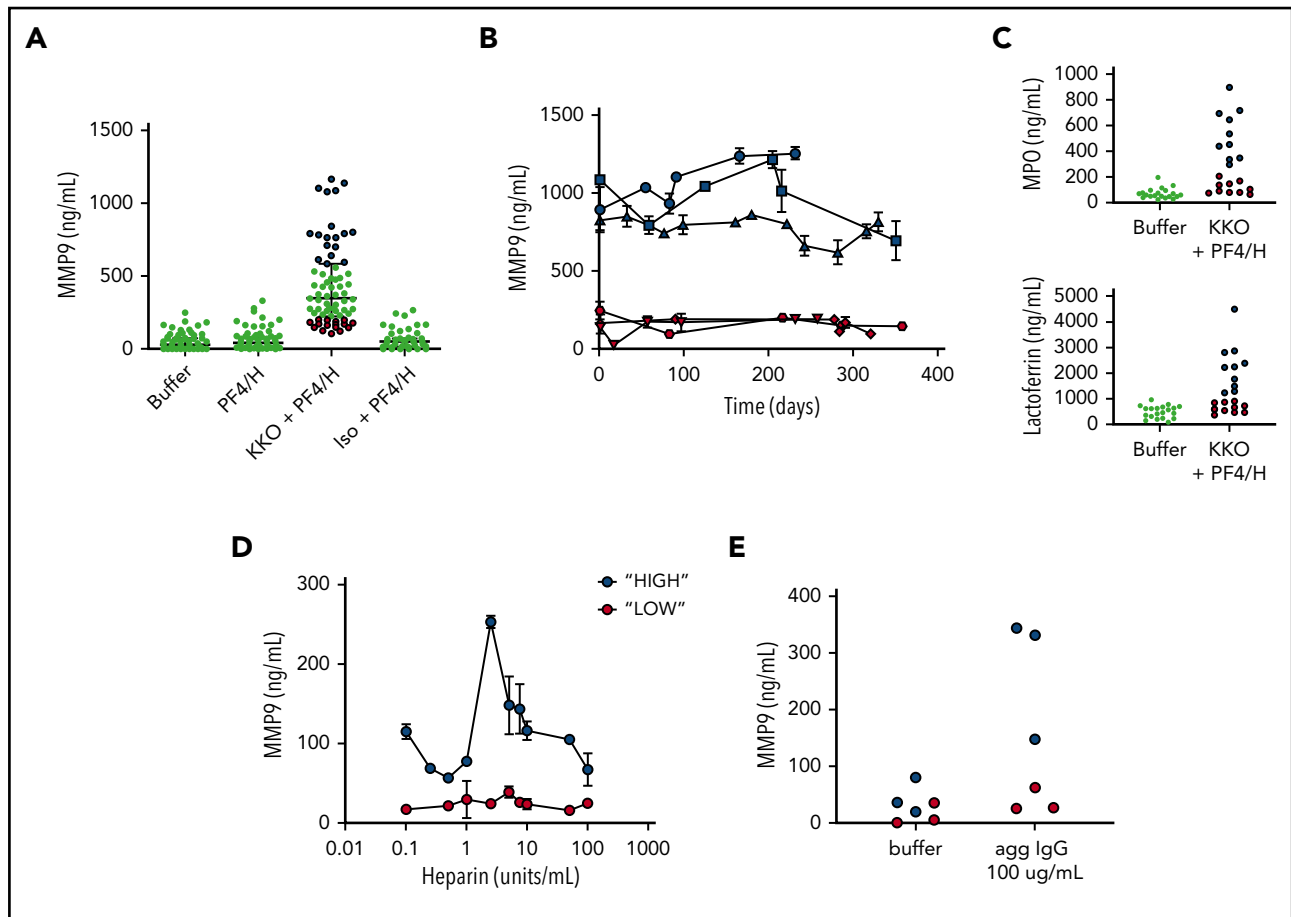 A
MMP9 (ng/mL)
1500
1000
500
0
Buffer
PF4/H
KKO + PF4/H
Iso + PF4/H
B
MMP9 (ng/mL)
1500
1000
500
0
0
100
200
300
400
Time (days)
C
MPO (ng/mL)
1000
800
600
400
200
0
Buffer
KKO
+ PF4/H
Lactoferrin (ng/mL)
5000
4000
3000
2000
1000
0
Buffer
KKO
+ PF4/H
D
MMP9 (ng/mL)
300
200
100
0
0.01
0.1
1
10
100
1000
Heparin (units/mL)
"HIGH"
"LOW"
E
MMP9 (ng/mL)
400
300
200
100
0
buffer
agg IgG
100 ug/mL